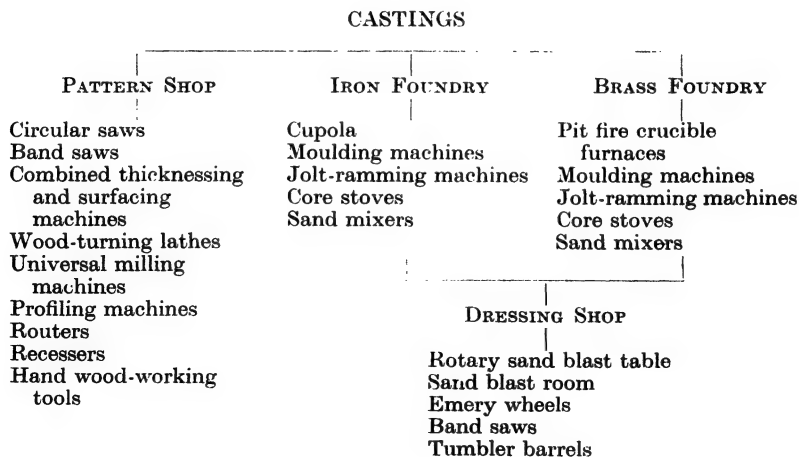 CASTINGS
PATTERN SHOP
Circular saws
Band saws
Combined thicknessing
and surfacing
machines
Wood-turning lathes
Universal milling
machines
Profiling machines
Routers
Recessers
Hand wood-working
tools
IRON FOUNDRY
Cupola
Moulding machines
Jolt-ramming machines
Core stoves
Sand mixers
BRASS FOUNDRY
Pit fire crucible
furnaces
Moulding machines
Jolt-ramming machines
Core stoves
Sand mixers
DRESSING SHOP
Rotary sand blast table
Sand blast room
Emery wheels
Band saws
Tumbler barrels